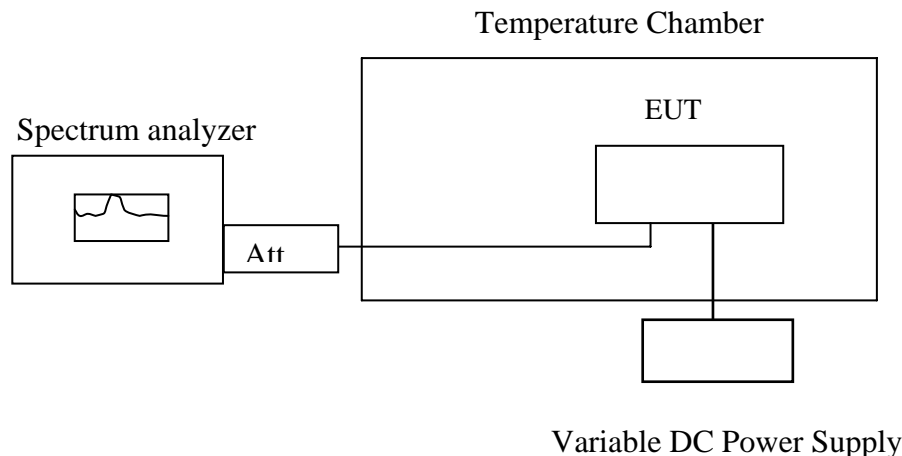 Temperature Chamber
EUT
Spectrum analyzer
Att
Variable DC Power Supply